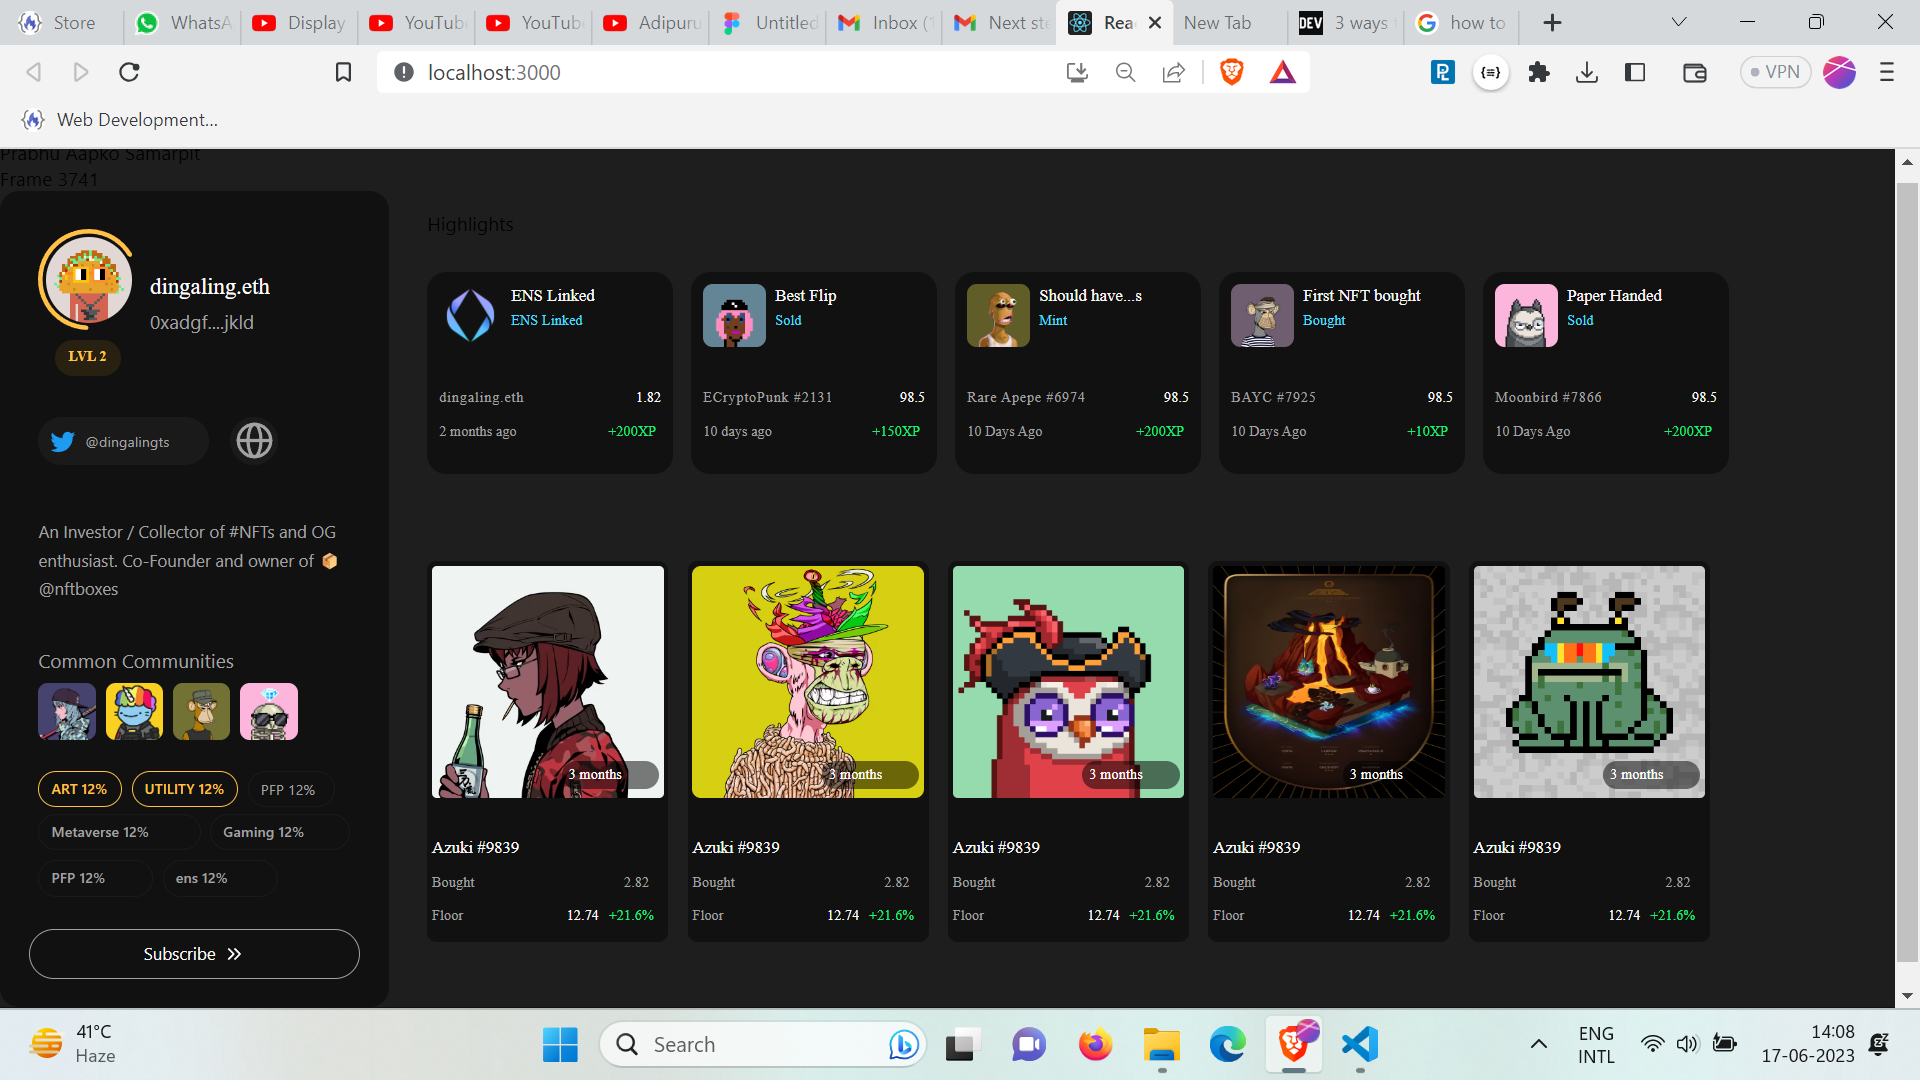 Store
WhatsA
Display
YouTub
YouTub
Adipuru
Untitled
Inbox (1
Next ste
Rea
New Tab
DEV 3 ways
how to
localhost:3000
VPN
Web Development...
Prabhu Aapko Samarpit
Frame 3741
dingaling.eth
0xadgf....jkld
LVL 2
@dingalingts
An Investor / Collector of #NFTs and OG
enthusiast. Co-Founder and owner of 📦
@nftboxes
Common Communities
ART 12% UTILITY 12% PFP 12%
Metaverse 12% Gaming 12%
PFP 12% ens 12%
Subscribe
Highlights
ENS Linked
ENS Linked
dingaling.eth 1.82
2 months ago +200XP
Best Flip
Sold
ECryptoPunk #2131 98.5
10 days ago +150XP
Should have...s
Mint
Rare Apepe #6974 98.5
10 Days Ago +200XP
First NFT bought
Bought
BAYC #7925 98.5
10 Days Ago +10XP
Paper Handed
Sold
Moonbird #7866 98.5
10 Days Ago +200XP
3 months
Azuki #9839
Bought 2.82
Floor 12.74 +21.6%
3 months
Azuki #9839
Bought 2.82
Floor 12.74 +21.6%
3 months
Azuki #9839
Bought 2.82
Floor 12.74 +21.6%
3 months
Azuki #9839
Bought 2.82
Floor 12.74 +21.6%
3 months
Azuki #9839
Bought 2.82
Floor 12.74 +21.6%
41°C
Haze
Search
ENG
INTL
14:08
17-06-2023